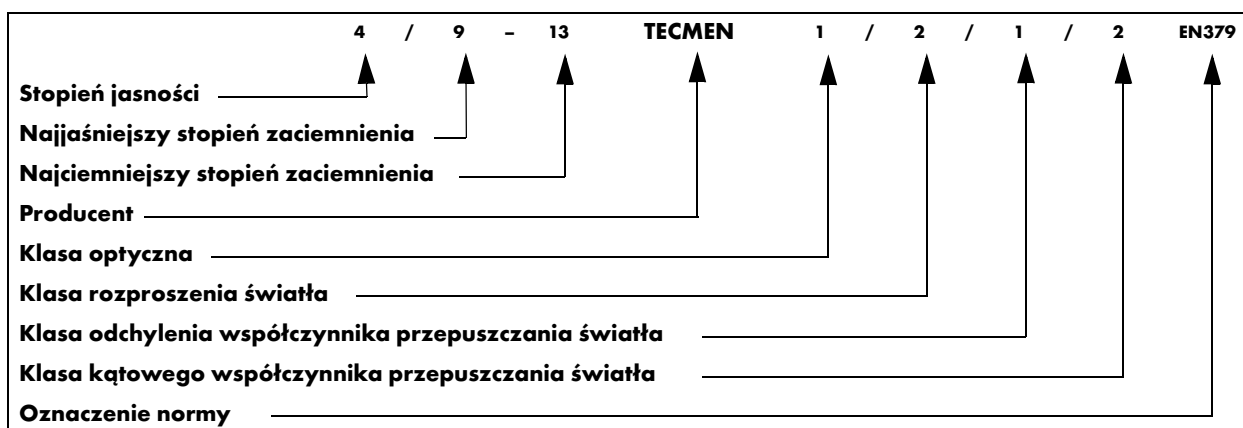 4 / 9 – 13 TECMEN 1 / 2 / 1 / 2 EN379
Stopień jasności
Najjaśniejszy stopień zaciemnienia
Najciemniejszy stopień zaciemnienia
Producent
Klasa optyczna
Klasa rozproszenia światła
Klasa odchylenia współczynnika przepuszczania światła
Klasa kątowego współczynnika przepuszczania światła
Oznaczenie normy